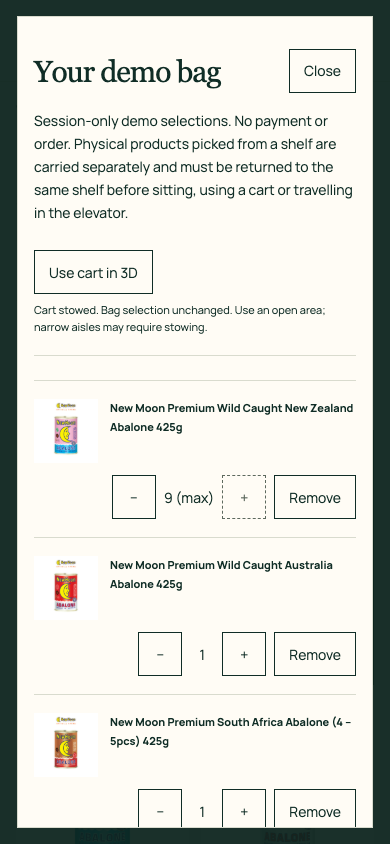 Your demo bag
Close
Session-only demo selections. No payment or
order. Physical products picked from a shelf are
carried separately and must be returned to the
same shelf before sitting, using a cart or travelling
in the elevator.
Use cart in 3D
Cart stowed. Bag selection unchanged. Use an open area;
narrow aisles may require stowing.
New Moon Premium Wild Caught New Zealand
Abalone 425g
− 9 (max) + Remove
New Moon Premium Wild Caught Australia
Abalone 425g
− 1 + Remove
New Moon Premium South Africa Abalone (4 –
5pcs) 425g
− 1 + Remove